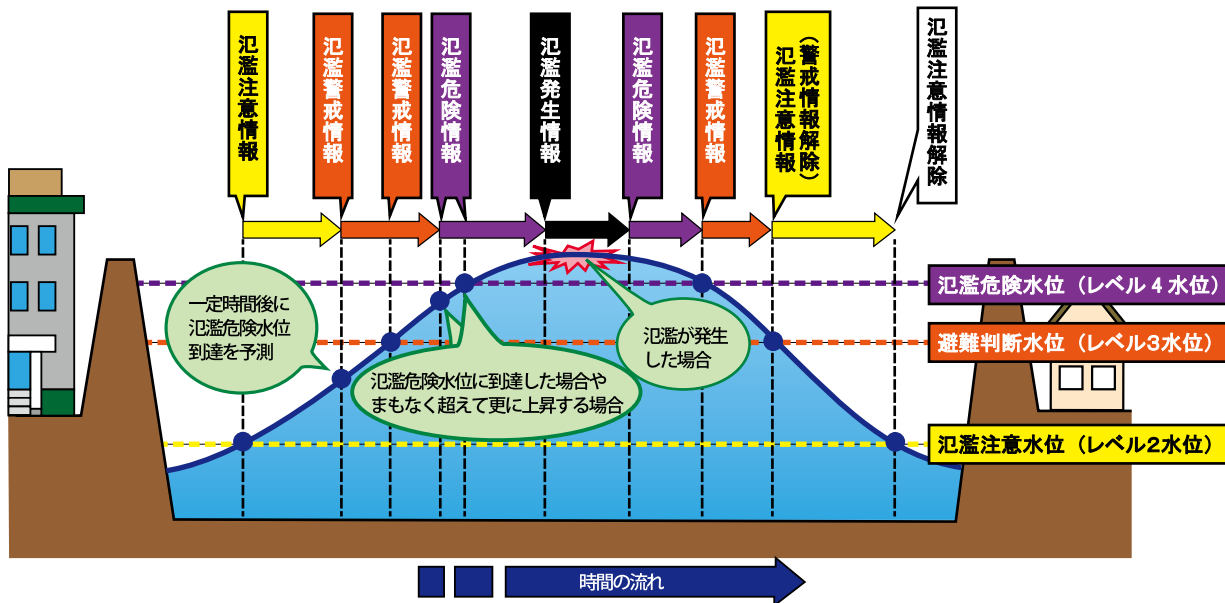 氾濫注意情報
氾濫警戒情報
氾濫警戒情報
氾濫危険情報
氾濫発生情報
氾濫危険情報
氾濫警戒情報
(警戒情報解除)
氾濫注意情報
氾濫注意情報解除
一定時間後に
氾濫危険水位
到達を予測
氾濫危険水位に到達した場合や
まもなく超えて更に上昇する場合
氾濫が発生
した場合
氾濫危険水位(レベル4水位)
避難判断水位(レベル3水位)
氾濫注意水位(レベル2水位)
時間の流れ